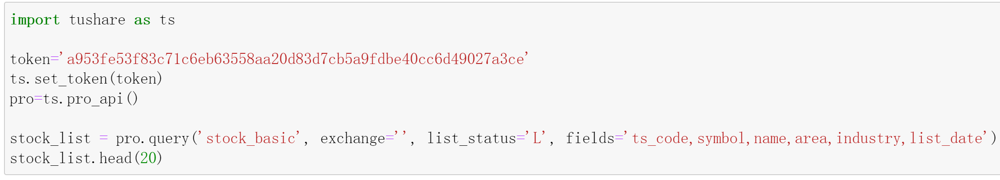 import tushare as ts
token='a953fe53f83c71c6eb63558aa20d83d7cb5a9fdbe40cc6d49027a3ce'
ts.set_token(token)
pro=ts.pro_api()
stock_list = pro.query('stock_basic', exchange='', list_status='L', fields='ts_code,symbol,name,area,industry,list_date')
stock_list.head(20)